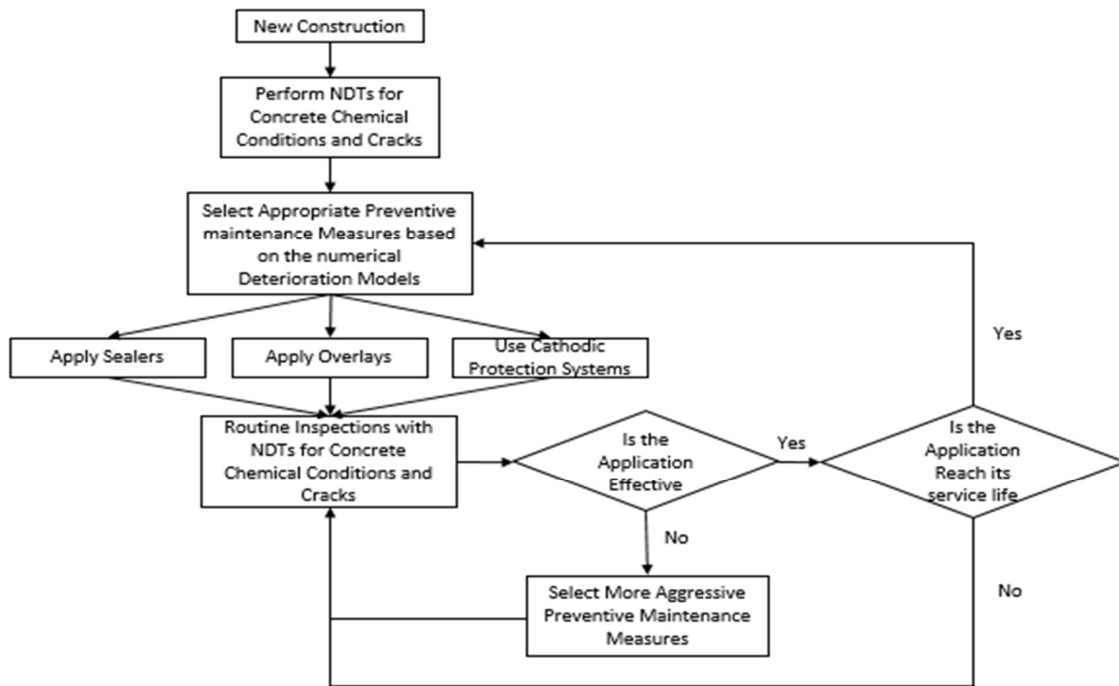 New Construction
Perform NDTs for
Concrete Chemical
Conditions and Cracks
Select Appropriate Preventive
maintenance Measures based
on the numerical
Deterioration Models
Apply Sealers
Apply Overlays
Use Cathodic
Protection Systems
Routine Inspections with
NDTs for Concrete
Chemical Conditions and
Cracks
Is the
Application
Effective
Yes
Is the
Application
Reach its
service life
Yes
No
Select More Aggressive
Preventive Maintenance
Measures
No